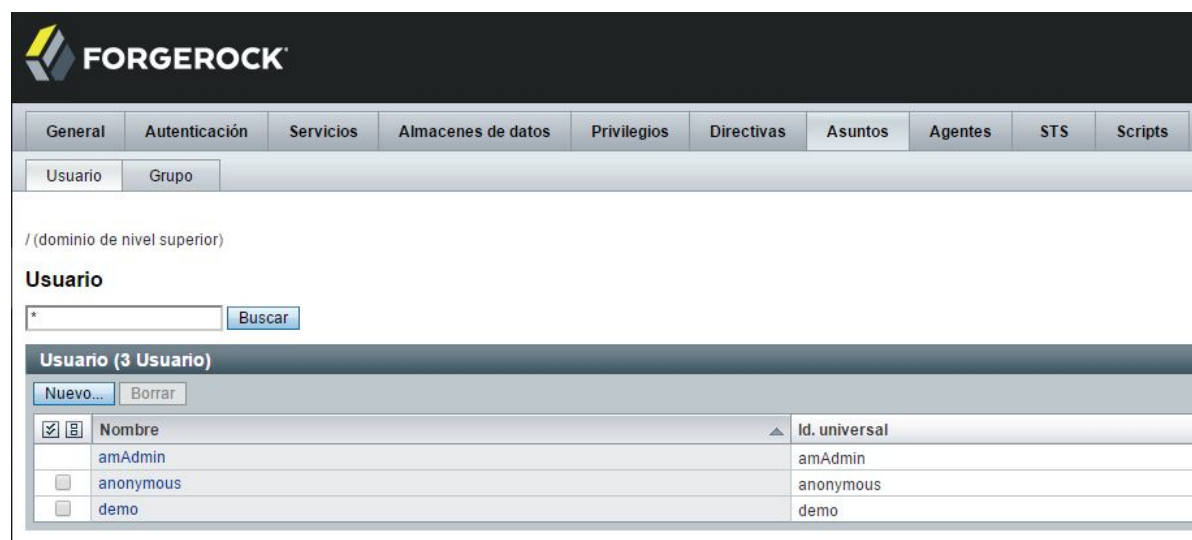 FORGEROCK
General Autenticación Servicios Almacenes de datos Privilegios Directivas Asuntos Agentes STS Scripts
Usuario Grupo
/ (dominio de nivel superior)
Usuario
* Buscar
Usuario (3 Usuario)
Nuevo... Borrar
Nombre Id. universal
amAdmin amAdmin
anonymous anonymous
demo demo